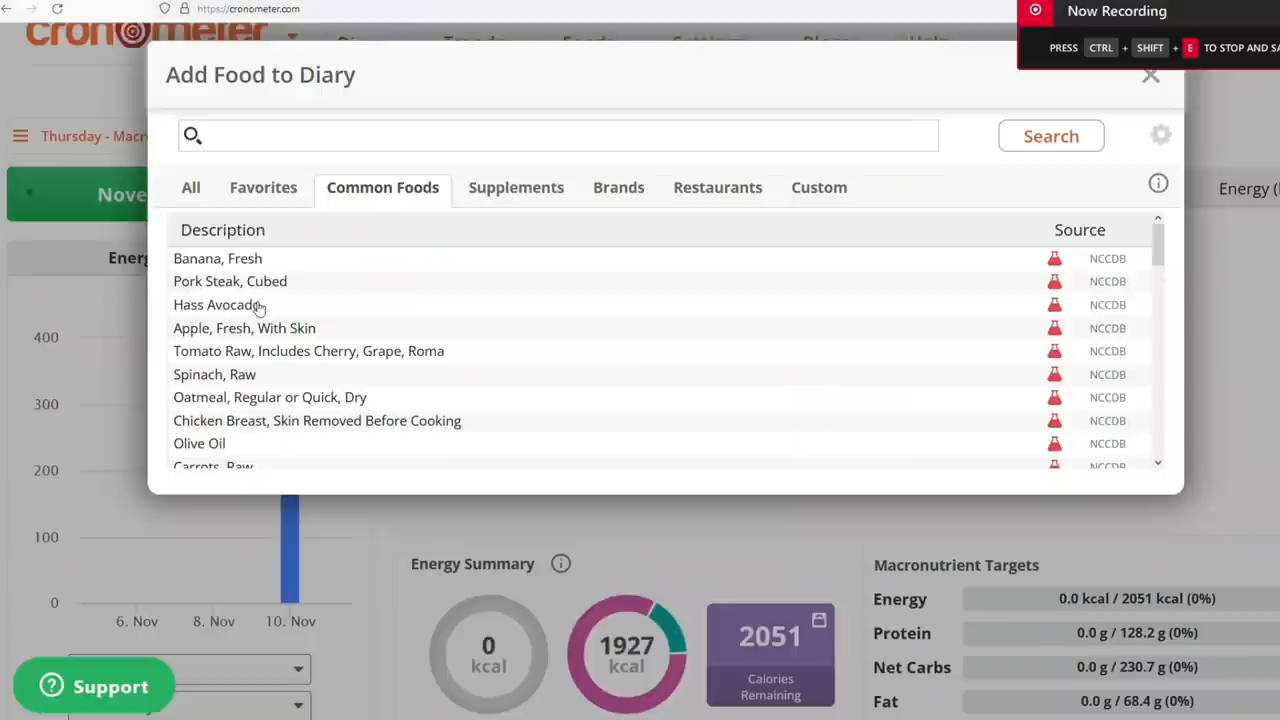 https://cronometer.com
Now Recording
PRESS CTRL + SHIFT + E TO STOP AND SA
cronometer
Add Food to Diary
Thursday - Macro
Search
All Favorites Common Foods Supplements Brands Restaurants Custom
Nove
Energy (
Description Source
Energ
Banana, Fresh NCCDB
Pork Steak, Cubed NCCDB
Hass Avocado NCCDB
Apple, Fresh, With Skin NCCDB
Tomato Raw, Includes Cherry, Grape, Roma NCCDB
Spinach, Raw NCCDB
Oatmeal, Regular or Quick, Dry NCCDB
Chicken Breast, Skin Removed Before Cooking NCCDB
Olive Oil NCCDB
Carrots, Raw NCCDB
400
300
200
100
0
6. Nov 8. Nov 10. Nov
Energy Summary
0 kcal
1927 kcal
2051
Calories
Remaining
Macronutrient Targets
Energy 0.0 kcal / 2051 kcal (0%)
Protein 0.0 g / 128.2 g (0%)
Net Carbs 0.0 g / 230.7 g (0%)
Fat 0.0 g / 68.4 g (0%)
Support